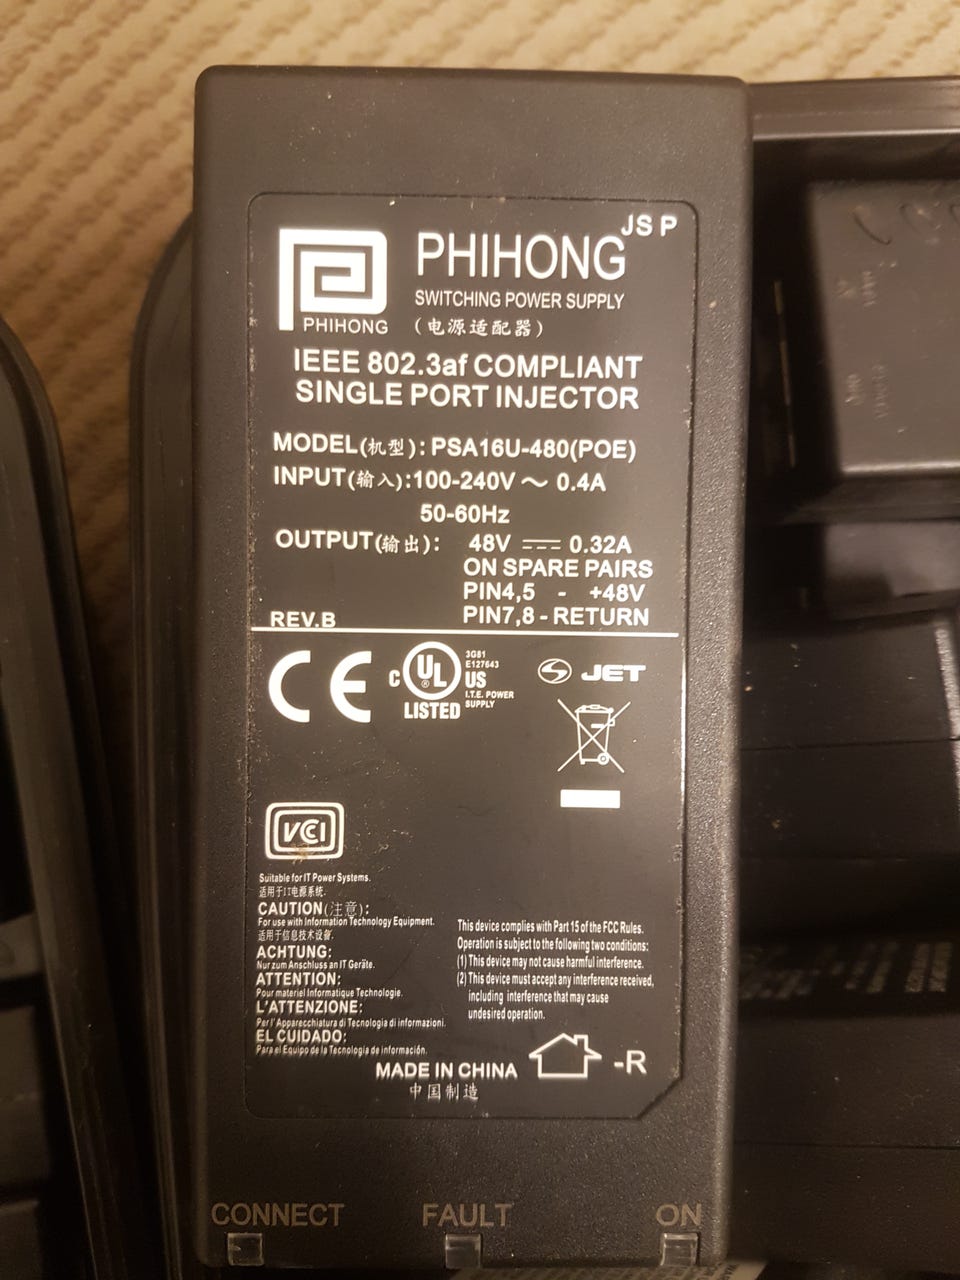 JS P
PHIHONG
SWITCHING POWER SUPPLY
PHIHONG (电源适配器)
IEEE 802.3af COMPLIANT
SINGLE PORT INJECTOR
MODEL(机型): PSA16U-480(POE)
INPUT(输入):100-240V ～ 0.4A
50-60Hz
OUTPUT(输出): 48V ⎓ 0.32A
ON SPARE PAIRS
PIN4,5 - +48V
PIN7,8 - RETURN
REV.B
CE
C UL US
LISTED
3G81
E127643
I.T.E. POWER
SUPPLY
S JET
VCCI
Suitable for IT Power Systems.
适用于IT电源系统.
CAUTION(注意):
For use with Information Technology Equipment.
适用于信息技术设备.
ACHTUNG:
Nur zum Anschluss an IT Geräte.
ATTENTION:
Pour materiel Informatique Technologie.
L'ATTENZIONE:
Per l' Apparecchiatura di Tecnologia di informazioni.
EL CUIDADO:
Para el Equipo de la Tecnologia de información.
This device complies with Part 15 of the FCC Rules.
Operation is subject to the following two conditions:
(1) This device may not cause harmful interference.
(2) This device must accept any interference received,
including interference that may cause
undesired operation.
MADE IN CHINA
中国制造
-R
CONNECT FAULT ON